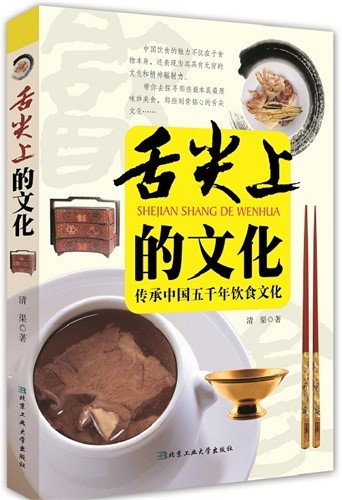 中国饮食的魅力不仅在于食
物本身，还表现为其具有无穷的
文化和精神辐射力。
带你去探寻那些最本真最原
味的美食，那些刻骨铭心的舌尖
文化……
舌尖上
SHEJIAN SHANG DE WENHUA
的文化
传承中国五千年饮食文化
清渠◎著
北京工业大学出版社
舌尖上的文化
清渠◎著
北京工业大学出版社